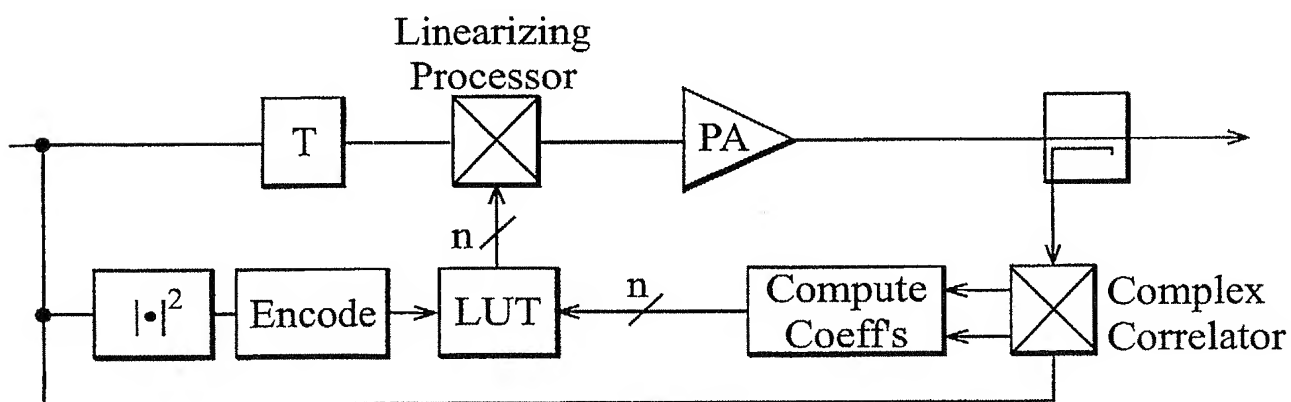 Linearizing
Processor
T
PA
n
|•|²
Encode
LUT
n
Compute
Coeff's
Complex
Correlator